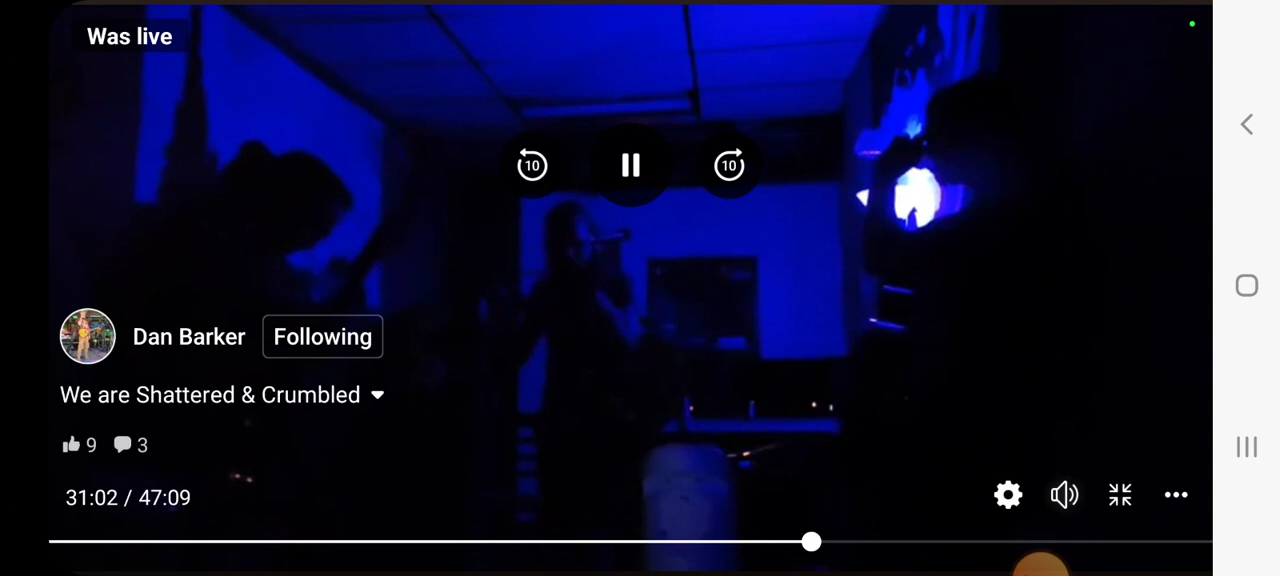 Was live
10
10
Dan Barker Following
We are Shattered & Crumbled
9 3
31:02 / 47:09